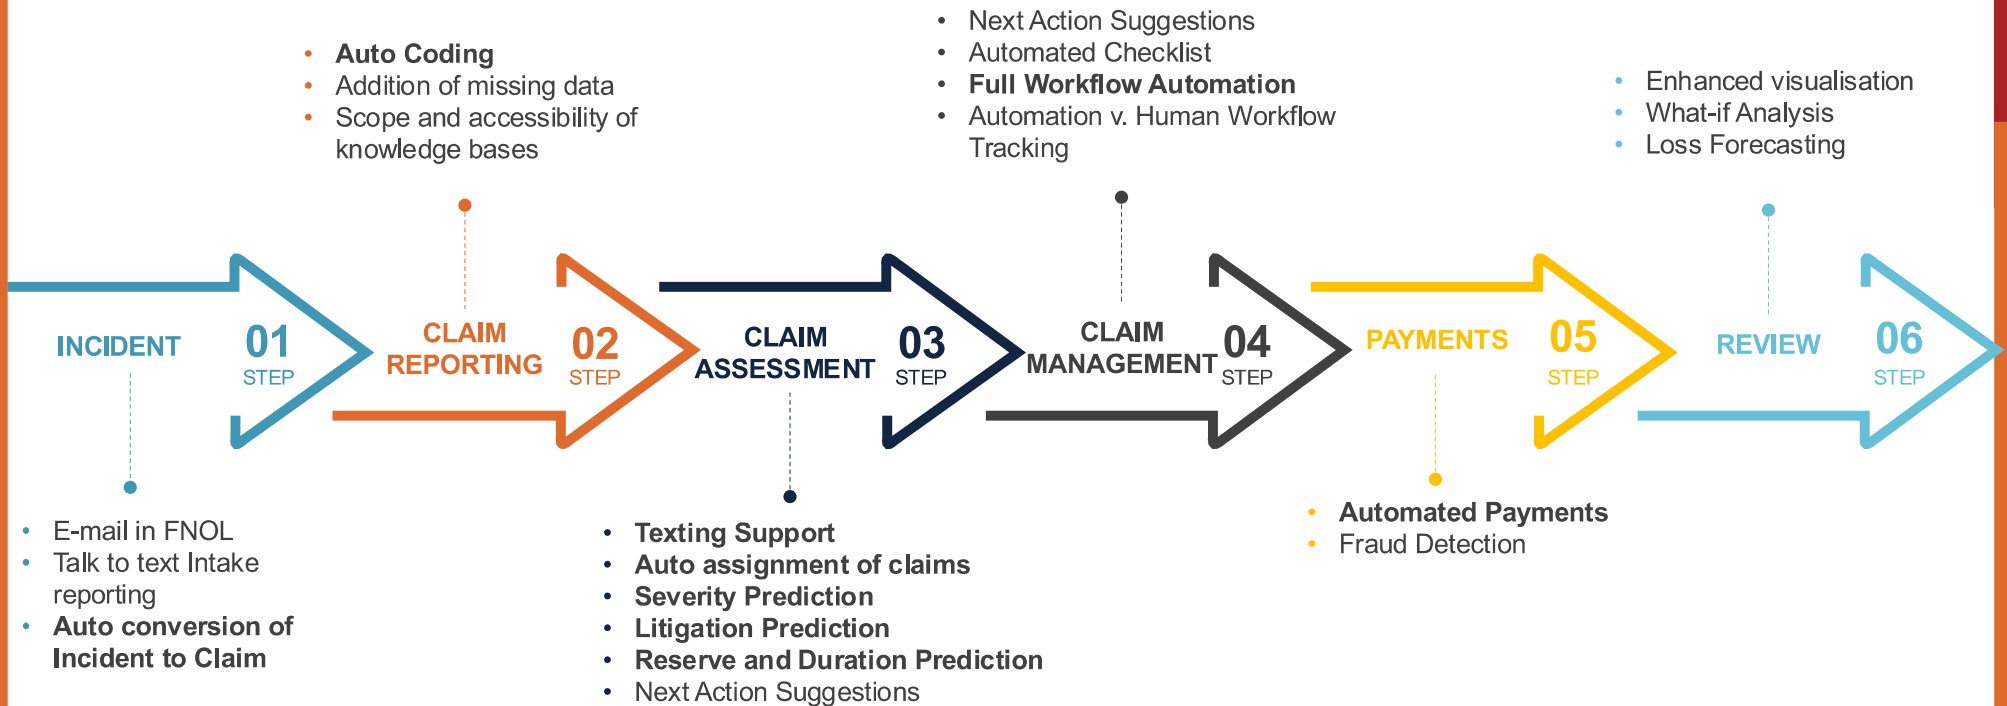 • Auto Coding
• Addition of missing data
• Scope and accessibility of
knowledge bases
• Next Action Suggestions
• Automated Checklist
• Full Workflow Automation
• Automation v. Human Workflow
Tracking
• Enhanced visualisation
• What-if Analysis
• Loss Forecasting
INCIDENT
01
STEP
CLAIM
REPORTING
02
STEP
CLAIM
ASSESSMENT
03
STEP
CLAIM
MANAGEMENT
04
STEP
PAYMENTS
05
STEP
REVIEW
06
STEP
• E-mail in FNOL
• Talk to text Intake
reporting
• Auto conversion of
Incident to Claim
• Texting Support
• Auto assignment of claims
• Severity Prediction
• Litigation Prediction
• Reserve and Duration Prediction
• Next Action Suggestions
• Automated Payments
• Fraud Detection